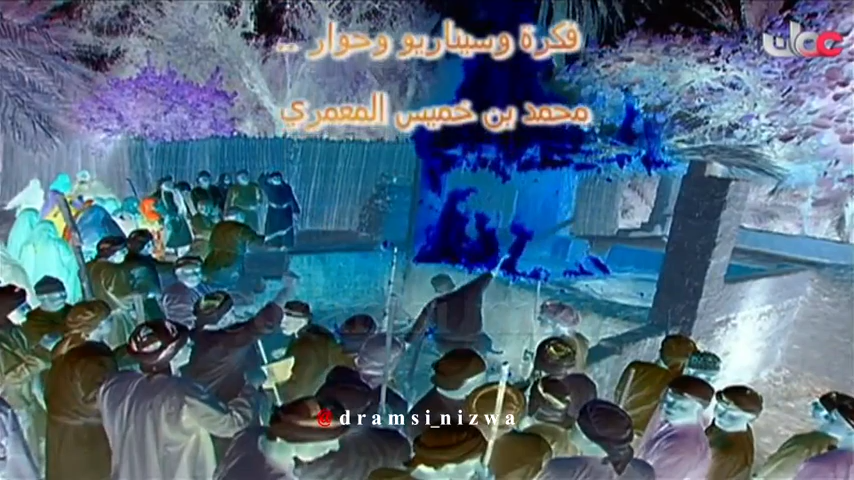 فكرة وسيناريو وحوار ..
محمد بن خميس المعمري
@dramsi_nizwa